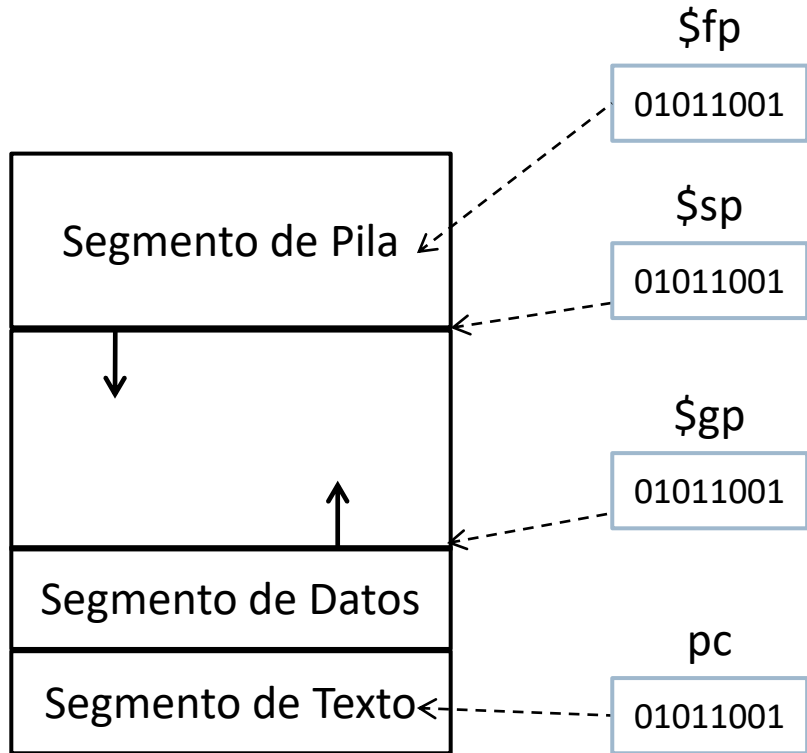 $fp
01011001
Segmento de Pila
$sp
01011001
$gp
01011001
Segmento de Datos
pc
Segmento de Texto
01011001